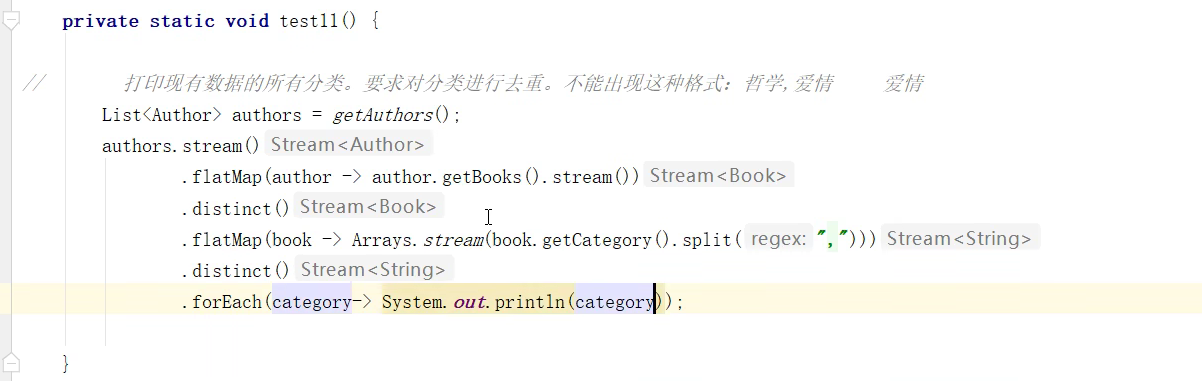 private static void test11() {
// 打印现有数据的所有分类。要求对分类进行去重。不能出现这种格式：哲学,爱情 爱情
List<Author> authors = getAuthors();
authors.stream() Stream<Author>
.flatMap(author -> author.getBooks().stream()) Stream<Book>
.distinct() Stream<Book>
.flatMap(book -> Arrays.stream(book.getCategory().split( regex: ","))) Stream<String>
.distinct() Stream<String>
.forEach(category-> System.out.println(category));
}